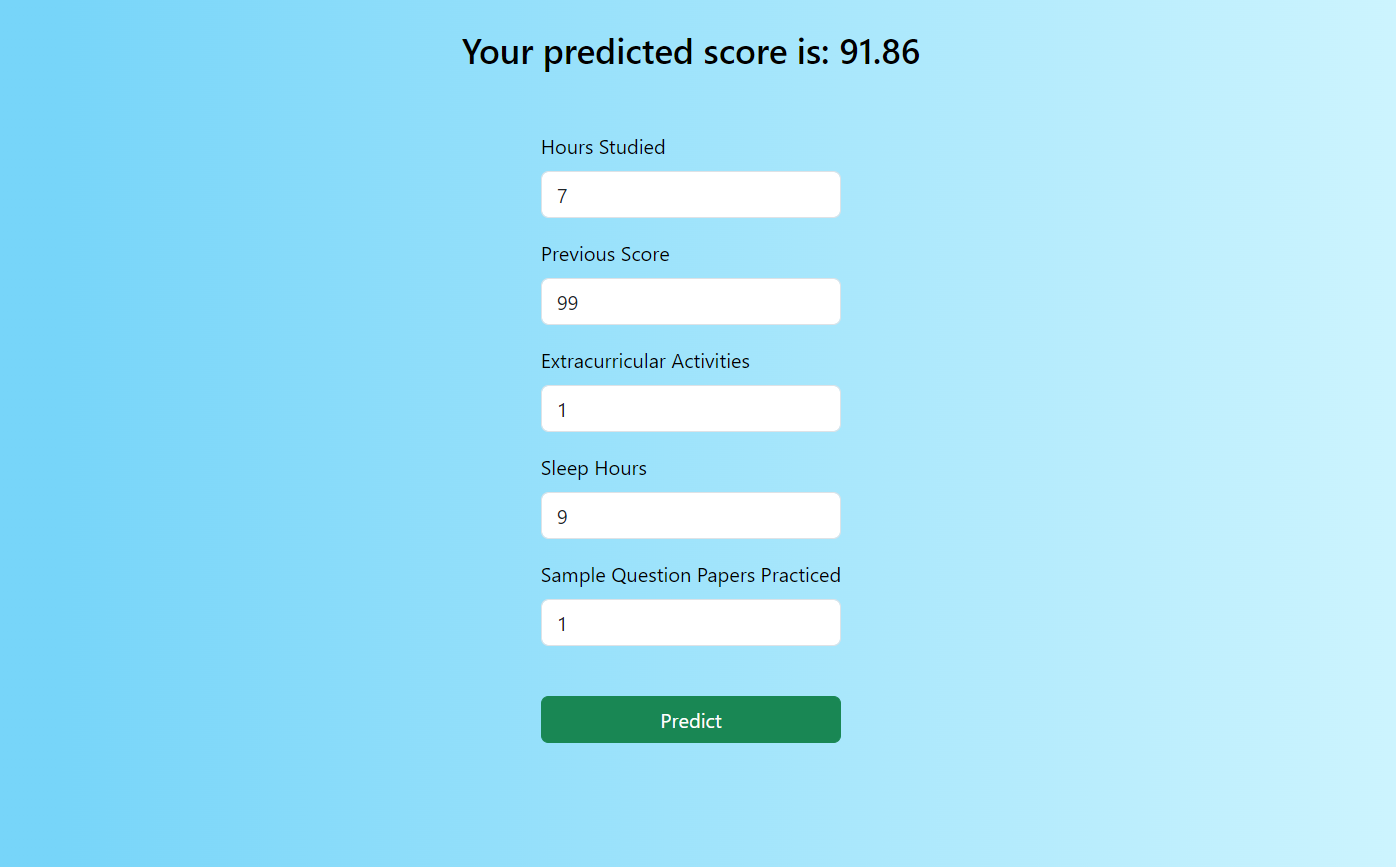 Your predicted score is: 91.86
Hours Studied
7
Previous Score
99
Extracurricular Activities
1
Sleep Hours
9
Sample Question Papers Practiced
1
Predict